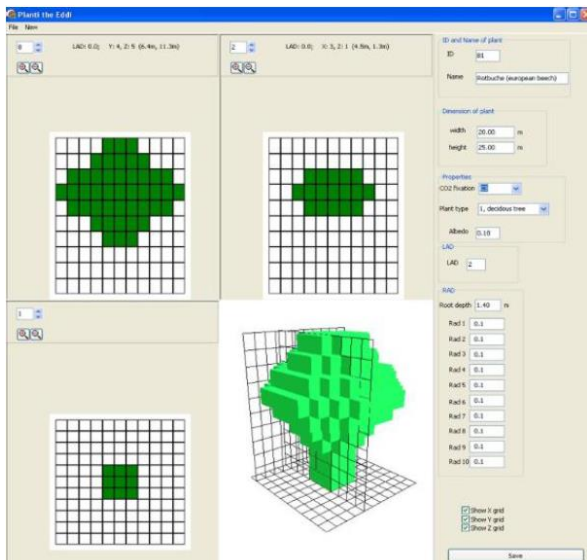 Planti the Eddi
File New
8
LAD: 0.0; Y: 4, Z: 5 (6.4m, 11.3m)
2
LAD: 0.0; X: 3, Z: 1 (4.5m, 1.3m)
1
ID and Name of plant
ID
Name Rotbuche (european beech)
Dimension of plant
width 20.00 m
height 25.00 m
Properties
CO2 fixation
Plant type 1, decidous tree
Albedo 0.18
LAD
LAD 2
RAD
Root depth 1.40 m
Rad 1 0.1
Rad 2 0.1
Rad 3 0.1
Rad 4 0.1
Rad 5 0.1
Rad 6 0.1
Rad 7 0.1
Rad 8 0.1
Rad 9 0.1
Rad 10 0.1
Show X grid
Show Y grid
Show Z grid
Save